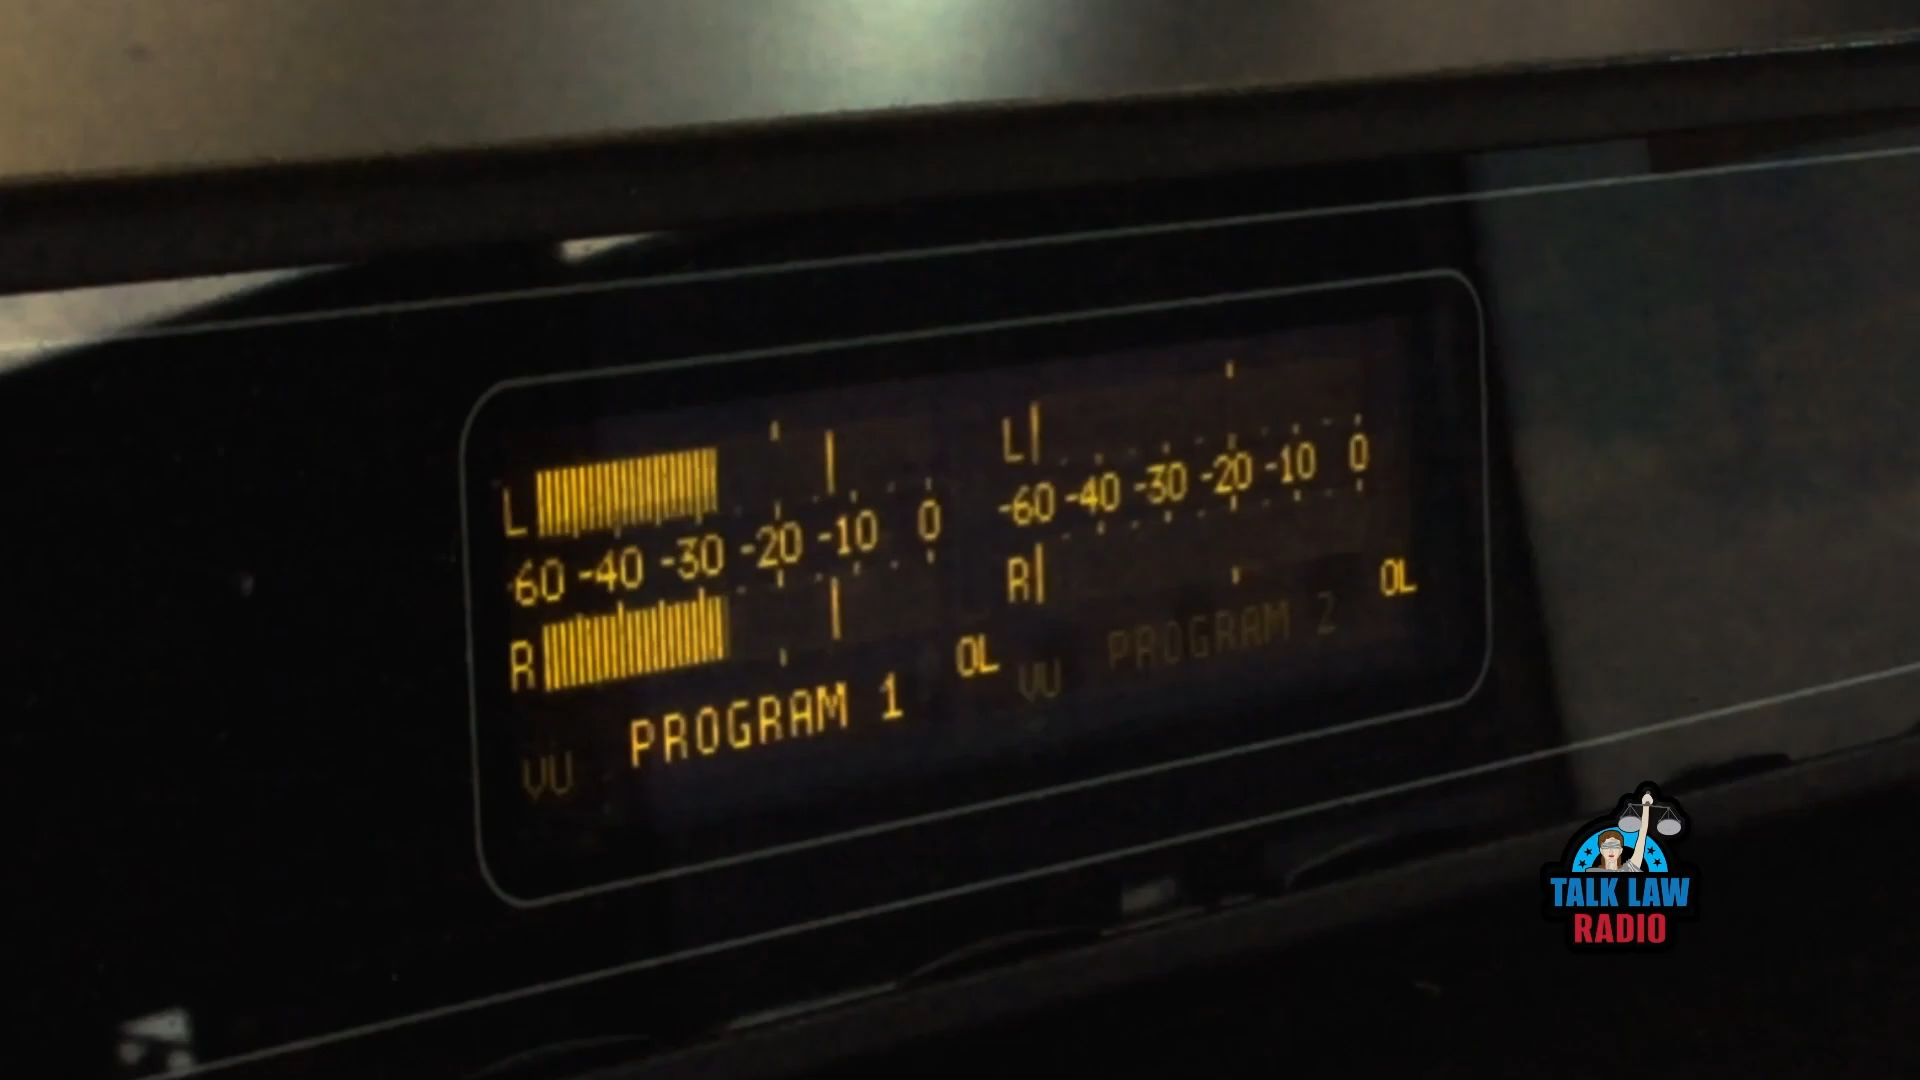 L
-60 -40 -30 -20 -10 0
R
OL
PROGRAM 1
VU
L
-60 -40 -30 -20 -10 0
R
OL
PROGRAM 2
VU
TALK LAW
RADIO